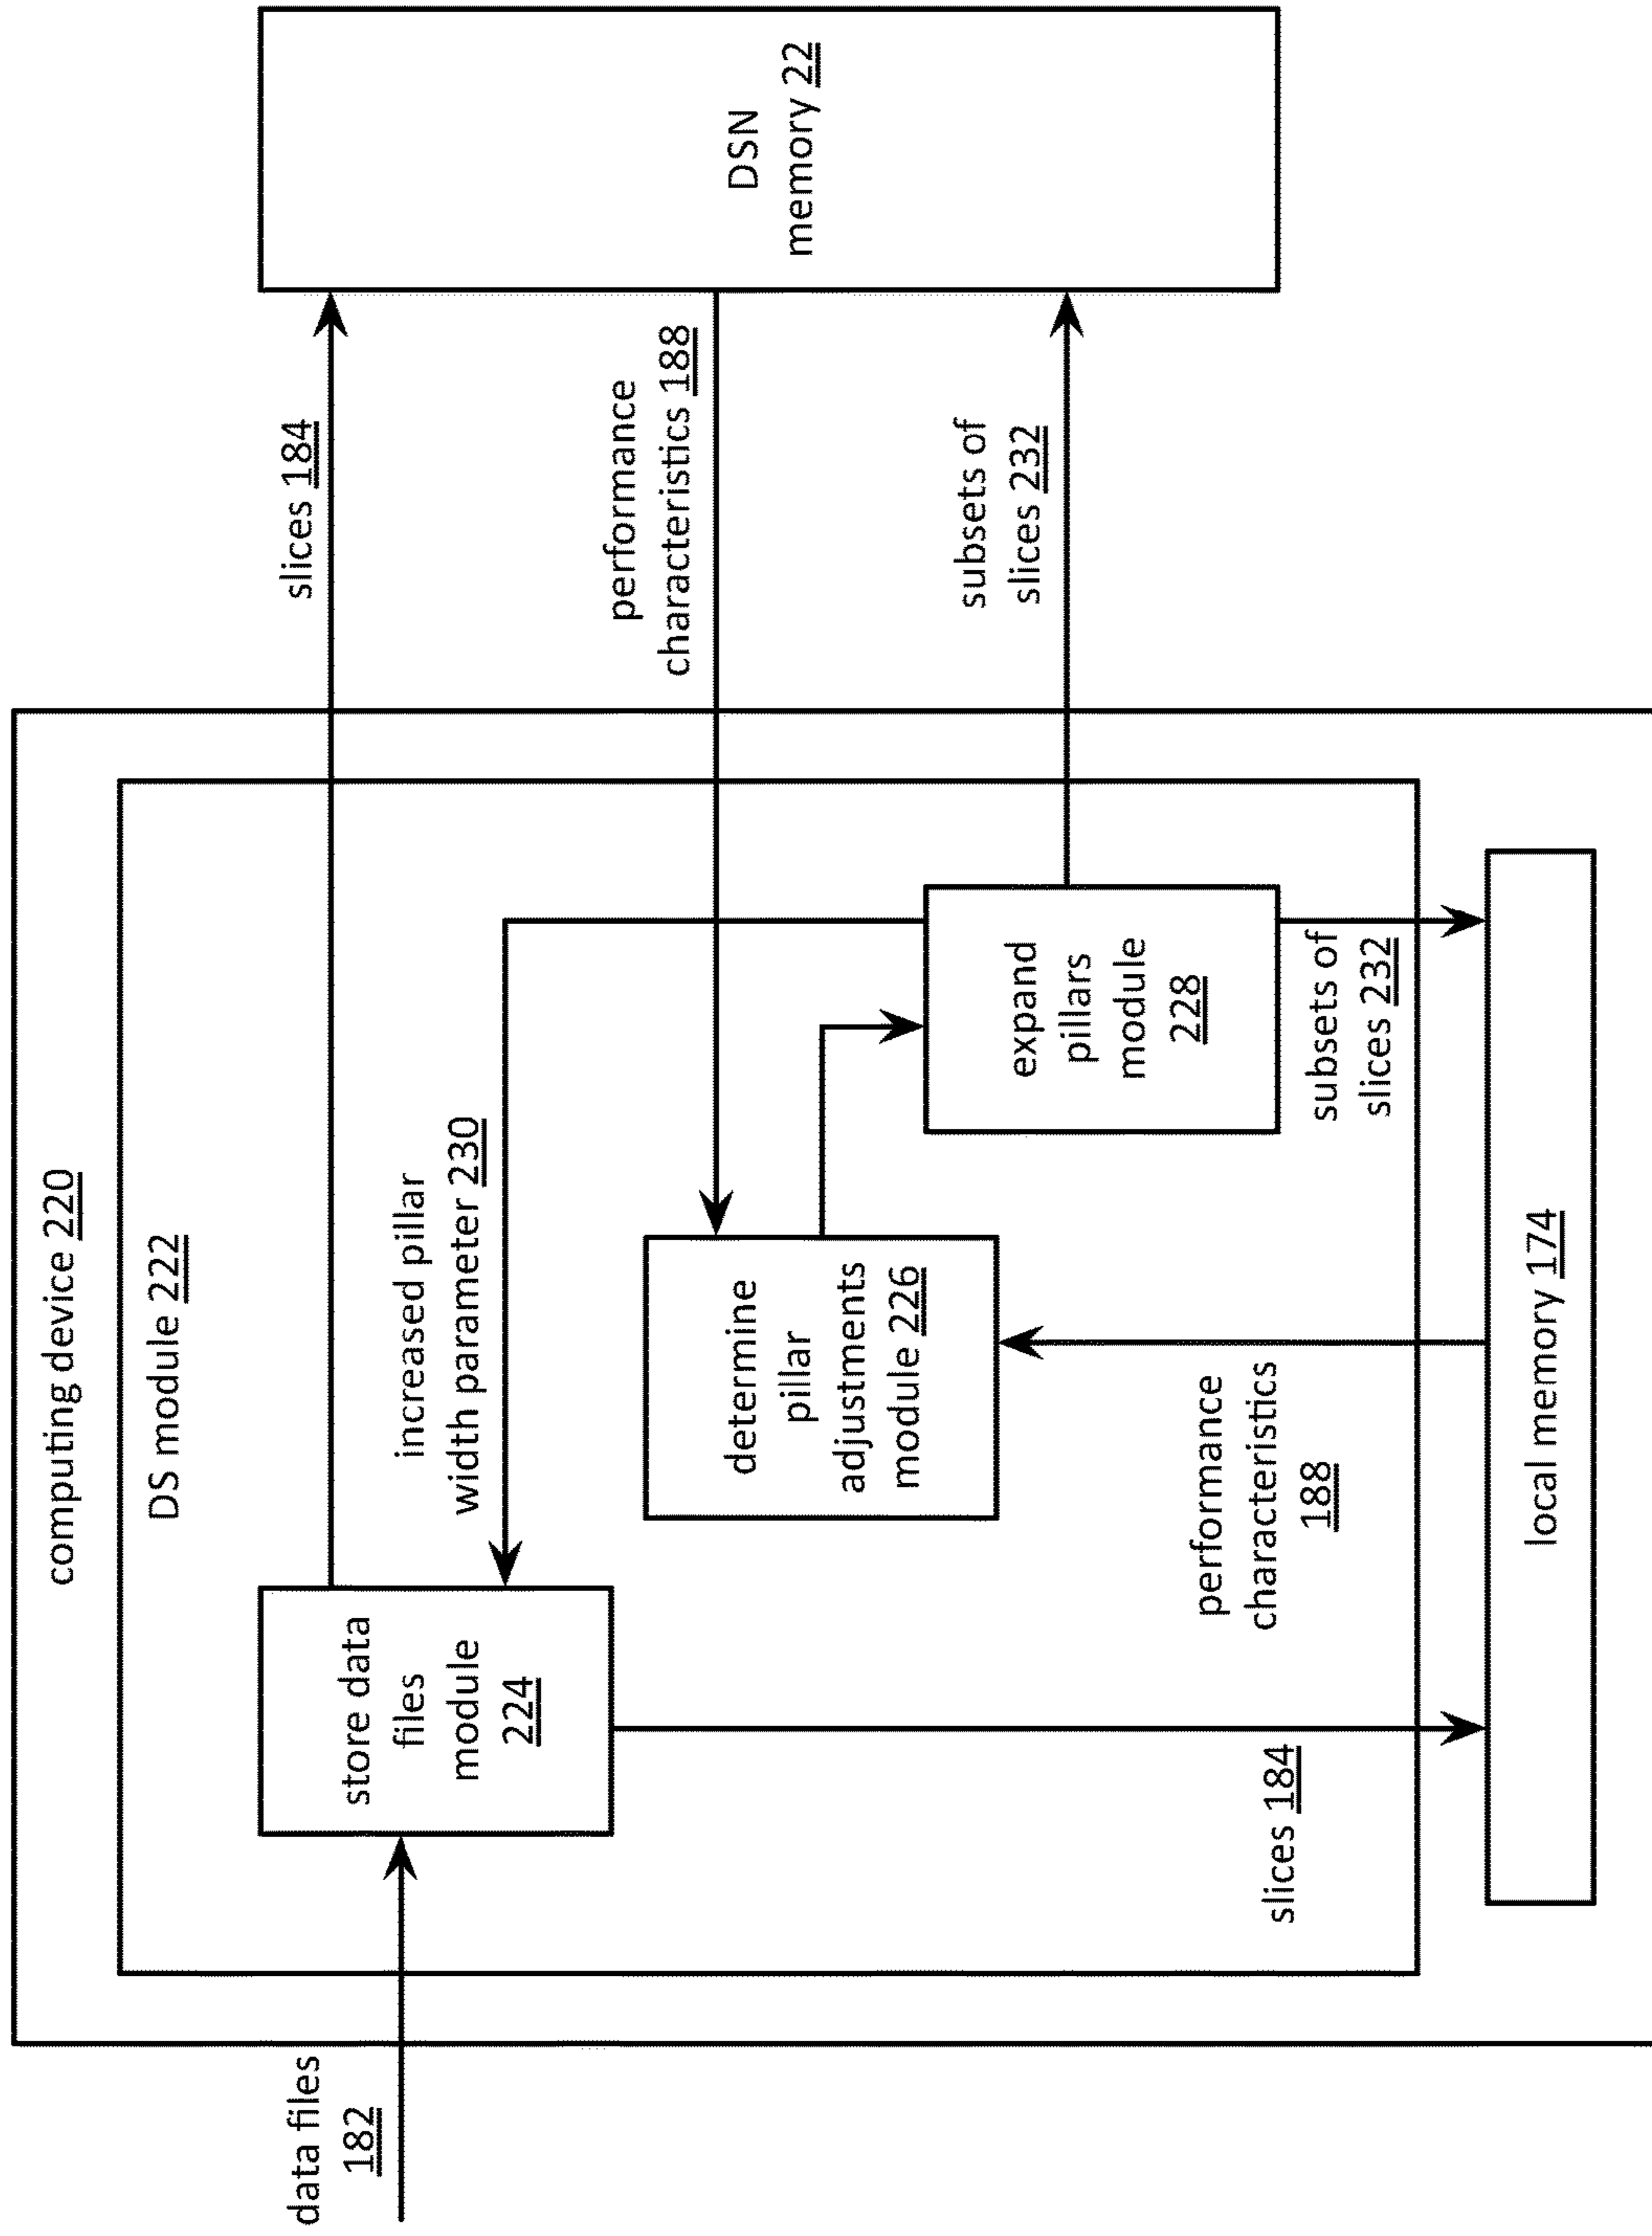 computing device 220
DS module 222
data files
182
store data
files
module
224
slices 184
increased pillar
width parameter 230
performance
characteristics 188
determine
pillar
adjustments
module 226
expand
pillars
module
228
subsets of
slices 232
DSN
memory 22
slices 184
performance
characteristics
188
subsets of
slices 232
local memory 174